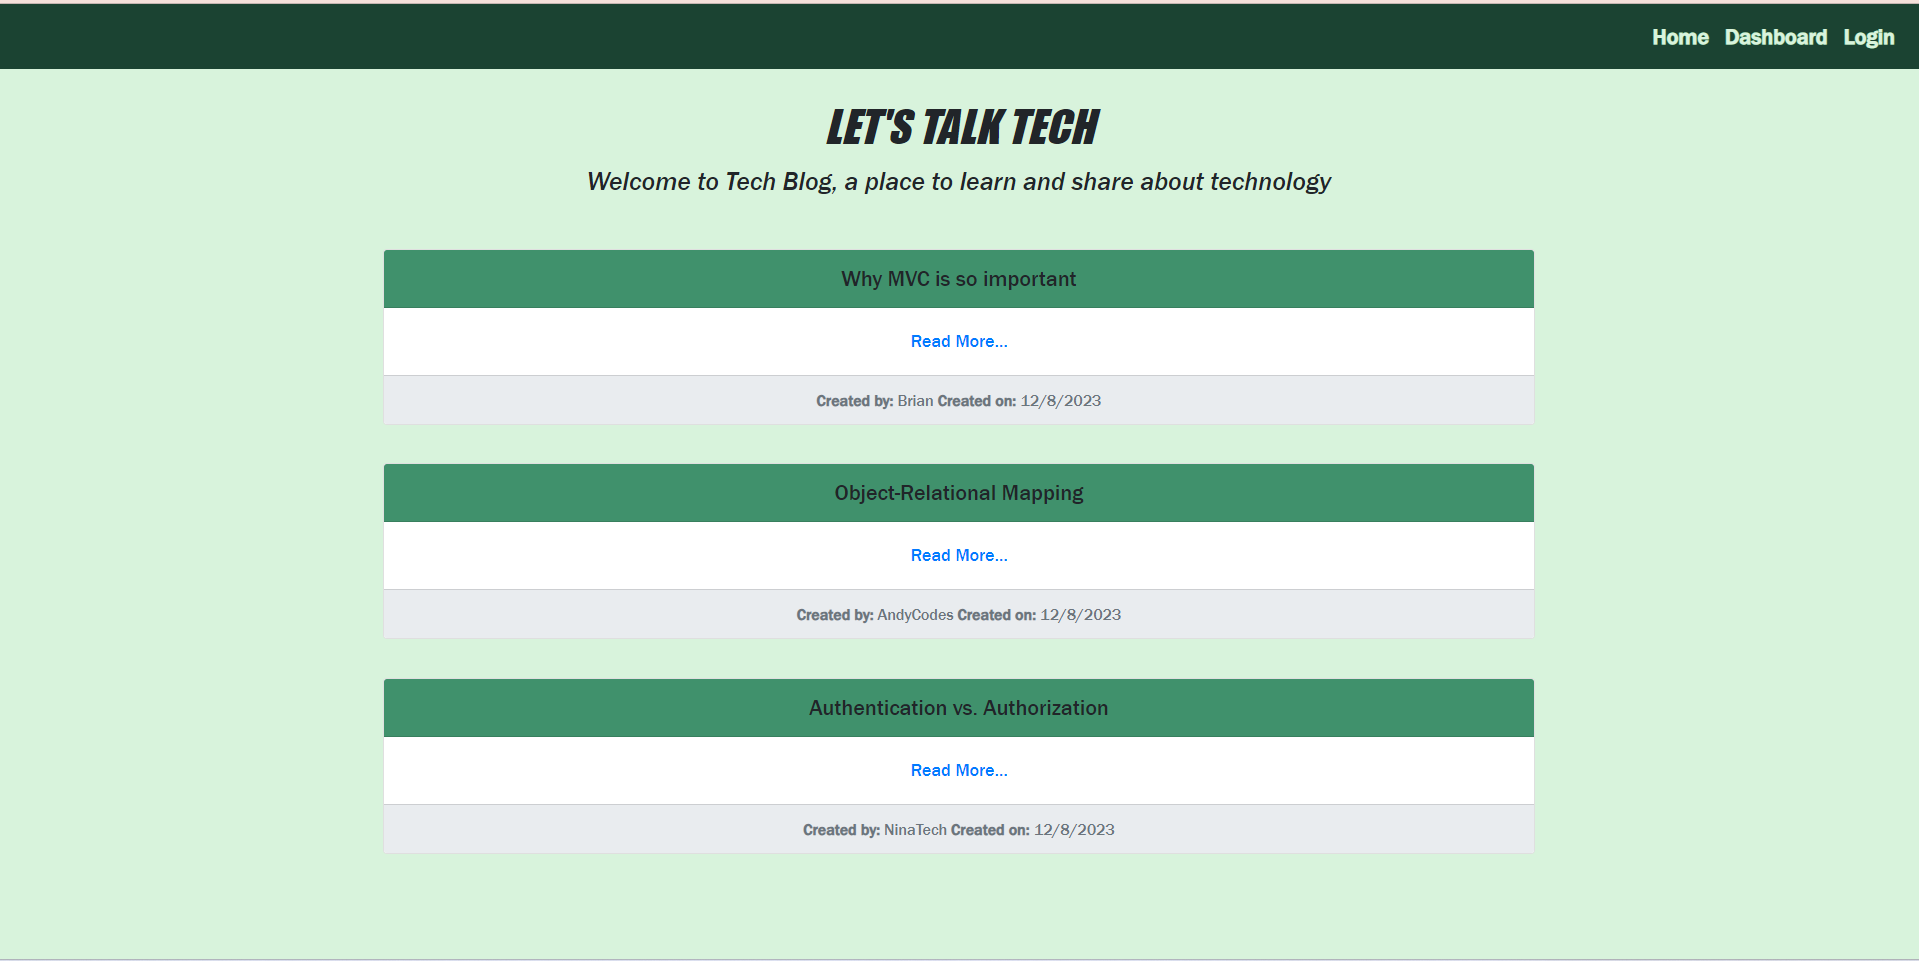 Home Dashboard Login
LET'S TALK TECH
Welcome to Tech Blog, a place to learn and share about technology
Why MVC is so important
Read More...
Created by: Brian Created on: 12/8/2023
Object-Relational Mapping
Read More...
Created by: AndyCodes Created on: 12/8/2023
Authentication vs. Authorization
Read More...
Created by: NinaTech Created on: 12/8/2023